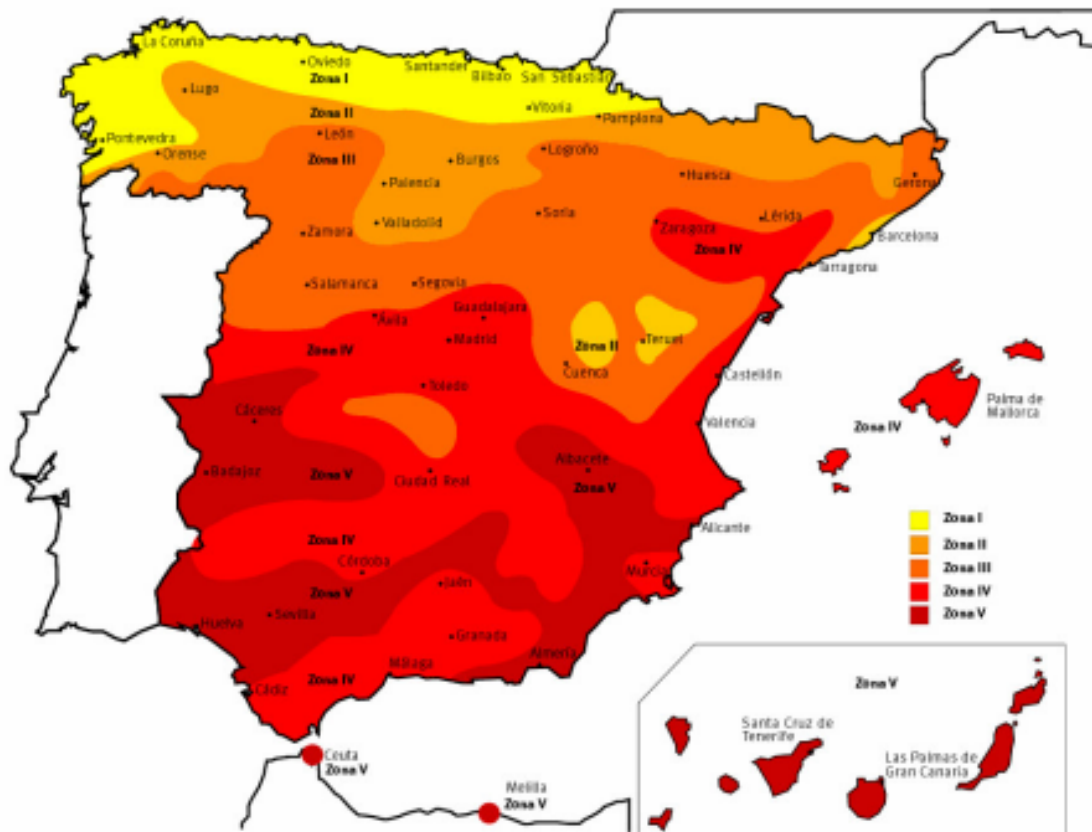 La Coruña
Oviedo
Santander
Bilbao
San Sebastián
Zona I
Lugo
Vitoria
Zona II
Pamplona
León
Pontevedra
Orense
Zona III
Burgos
Logroño
Palencia
Huesca
Gerona
Valladolid
Soria
Zaragoza
Lérida
Zamora
Zona IV
Barcelona
Tarragona
Salamanca
Segovia
Guadalajara
Ávila
Madrid
Zona IV
Zona II
Teruel
Cuenca
Castellón
Toledo
Cáceres
Valencia
Palma de
Mallorca
Zona IV
Badajoz
Zona V
Ciudad Real
Albacete
Zona V
Alicante
Zona IV
Córdoba
Murcia
Jaén
Zona V
Sevilla
Huelva
Granada
Almería
Málaga
Cádiz
Zona IV
Zona I
Zona II
Zona III
Zona IV
Zona V
Zona V
Santa Cruz de
Tenerife
Las Palmas de
Gran Canaria
Ceuta
Zona V
Melilla
Zona V